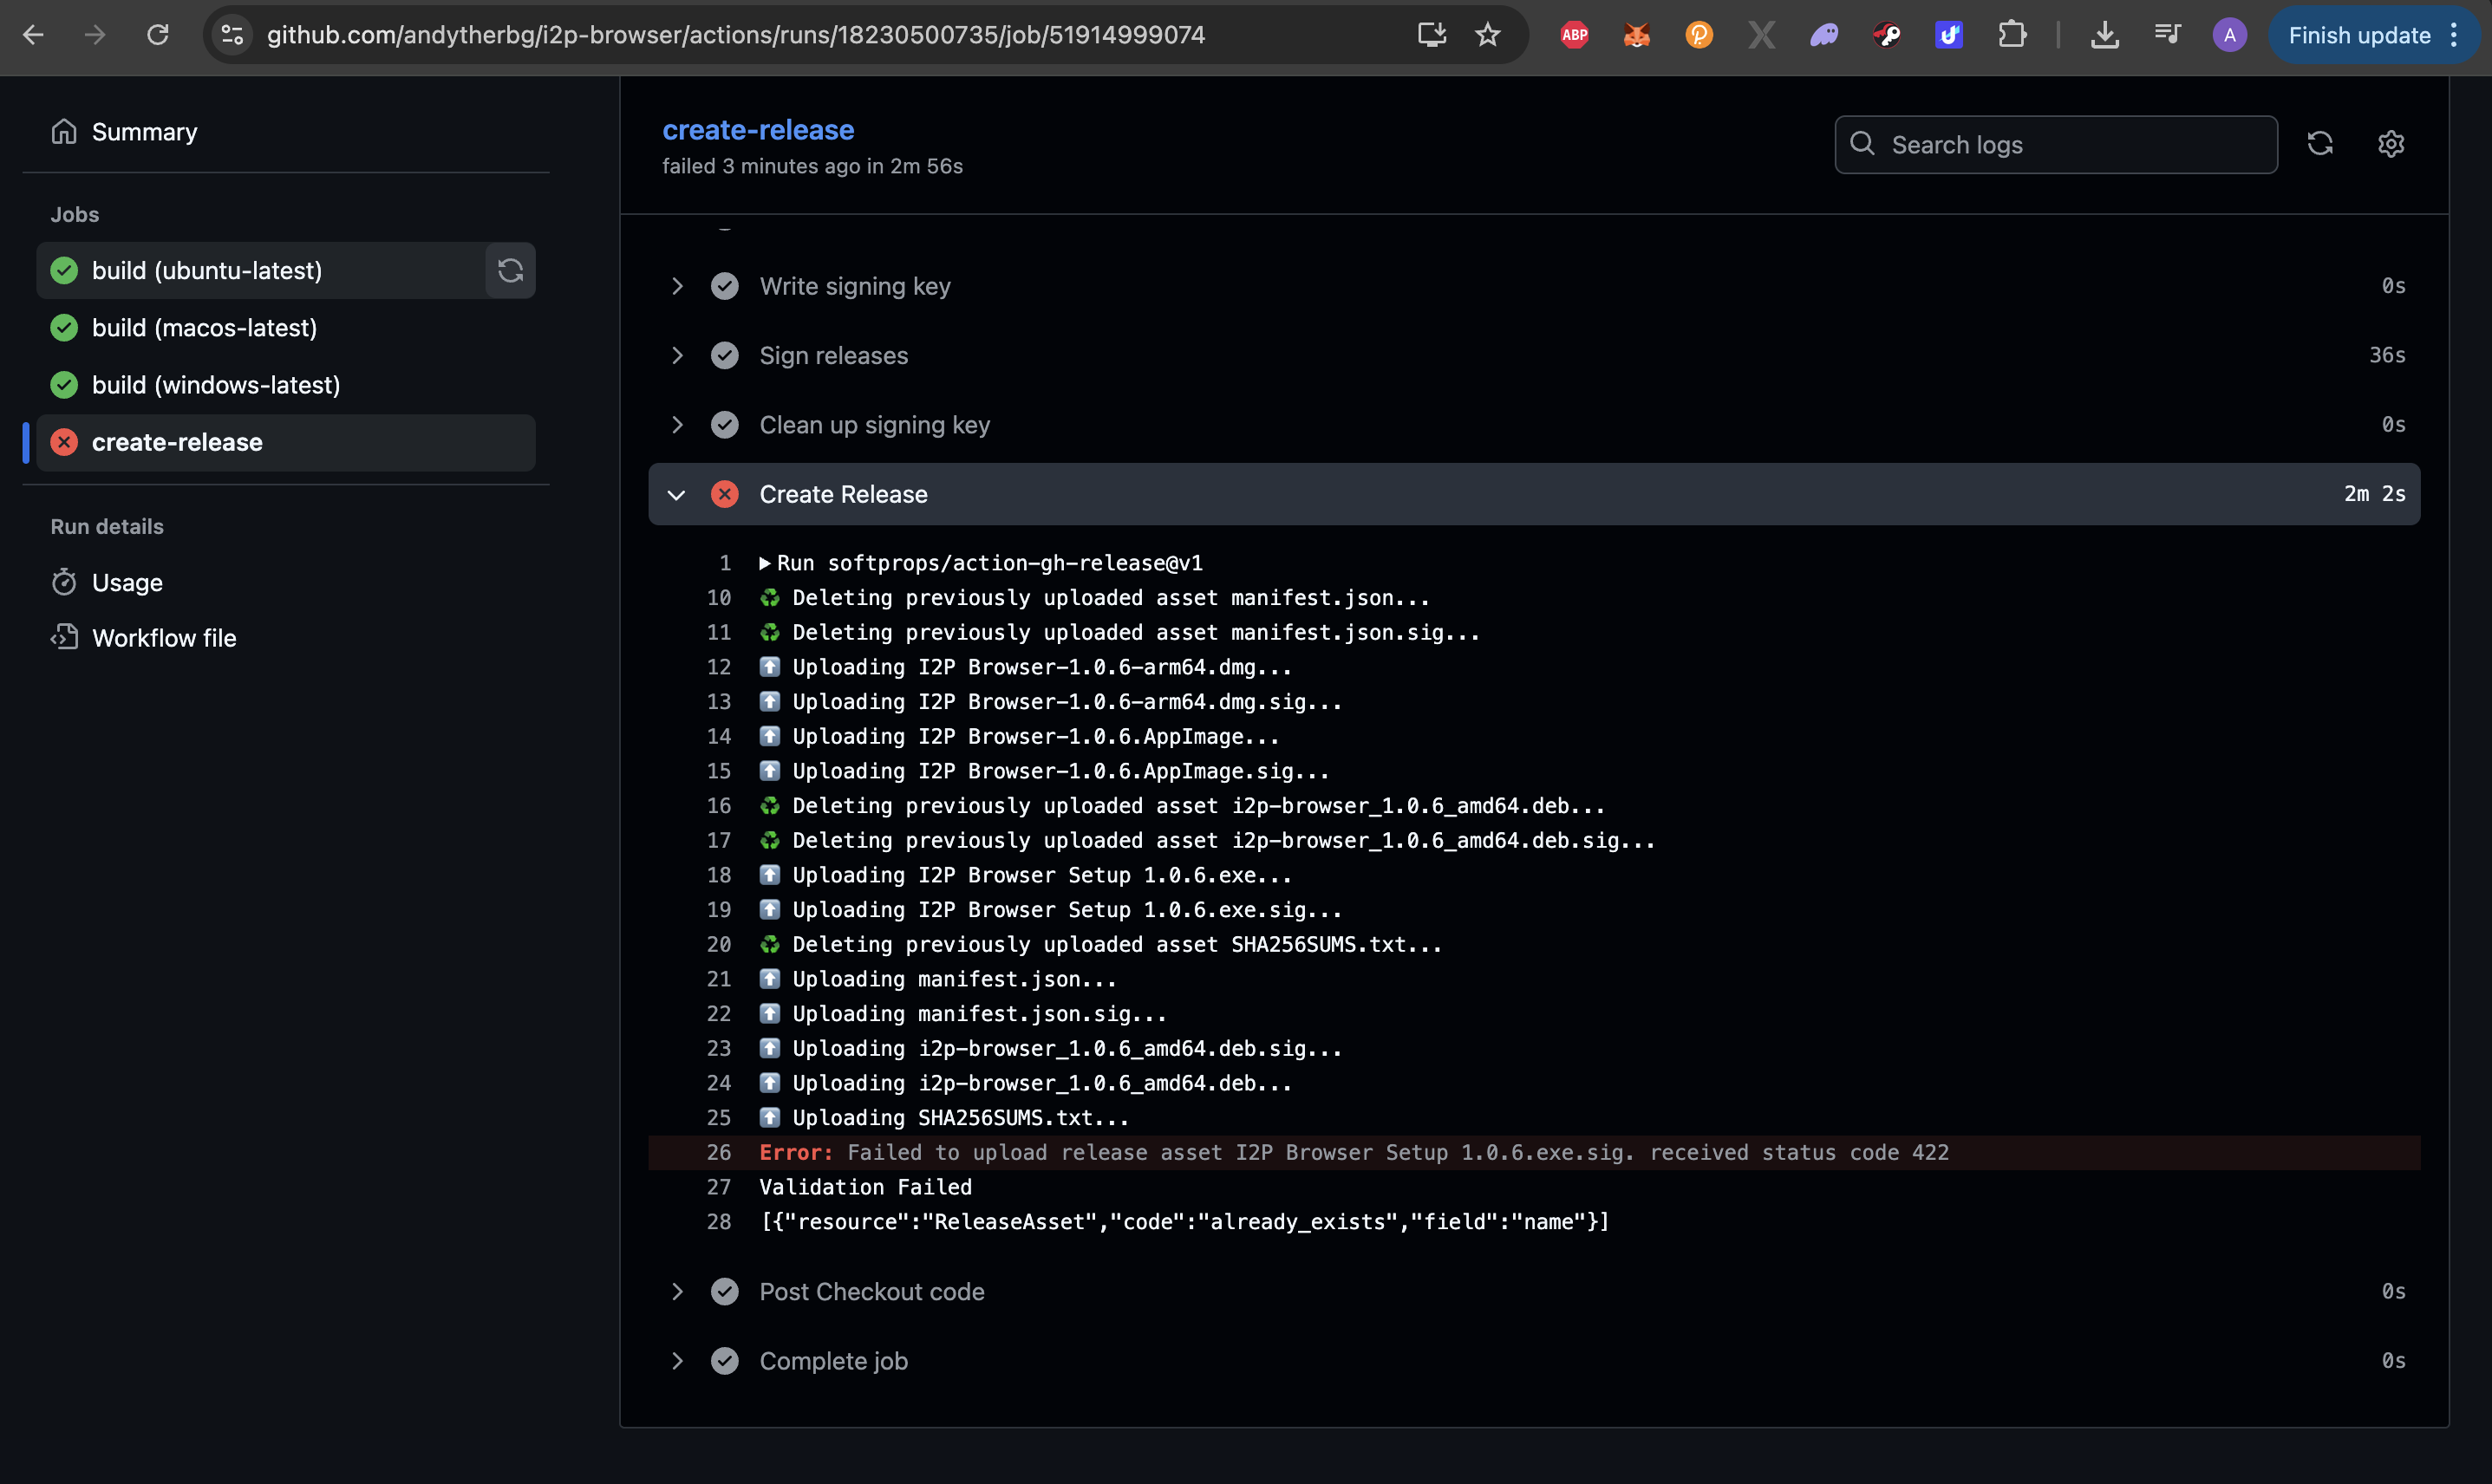 github.com/andytherbg/i2p-browser/actions/runs/18230500735/job/51914999074
ABP
A
Finish update
Summary
Jobs
build (ubuntu-latest)
build (macos-latest)
build (windows-latest)
create-release
Run details
Usage
Workflow file
create-release
failed 3 minutes ago in 2m 56s
Search logs
Write signing key 0s
Sign releases 36s
Clean up signing key 0s
Create Release 2m 2s
1 Run softprops/action-gh-release@v1
10 ♻️ Deleting previously uploaded asset manifest.json...
11 ♻️ Deleting previously uploaded asset manifest.json.sig...
12 ⬆️ Uploading I2P Browser-1.0.6-arm64.dmg...
13 ⬆️ Uploading I2P Browser-1.0.6-arm64.dmg.sig...
14 ⬆️ Uploading I2P Browser-1.0.6.AppImage...
15 ⬆️ Uploading I2P Browser-1.0.6.AppImage.sig...
16 ♻️ Deleting previously uploaded asset i2p-browser_1.0.6_amd64.deb...
17 ♻️ Deleting previously uploaded asset i2p-browser_1.0.6_amd64.deb.sig...
18 ⬆️ Uploading I2P Browser Setup 1.0.6.exe...
19 ⬆️ Uploading I2P Browser Setup 1.0.6.exe.sig...
20 ♻️ Deleting previously uploaded asset SHA256SUMS.txt...
21 ⬆️ Uploading manifest.json...
22 ⬆️ Uploading manifest.json.sig...
23 ⬆️ Uploading i2p-browser_1.0.6_amd64.deb.sig...
24 ⬆️ Uploading i2p-browser_1.0.6_amd64.deb...
25 ⬆️ Uploading SHA256SUMS.txt...
26 Error: Failed to upload release asset I2P Browser Setup 1.0.6.exe.sig. received status code 422
27 Validation Failed
28 [{"resource":"ReleaseAsset","code":"already_exists","field":"name"}]
Post Checkout code 0s
Complete job 0s